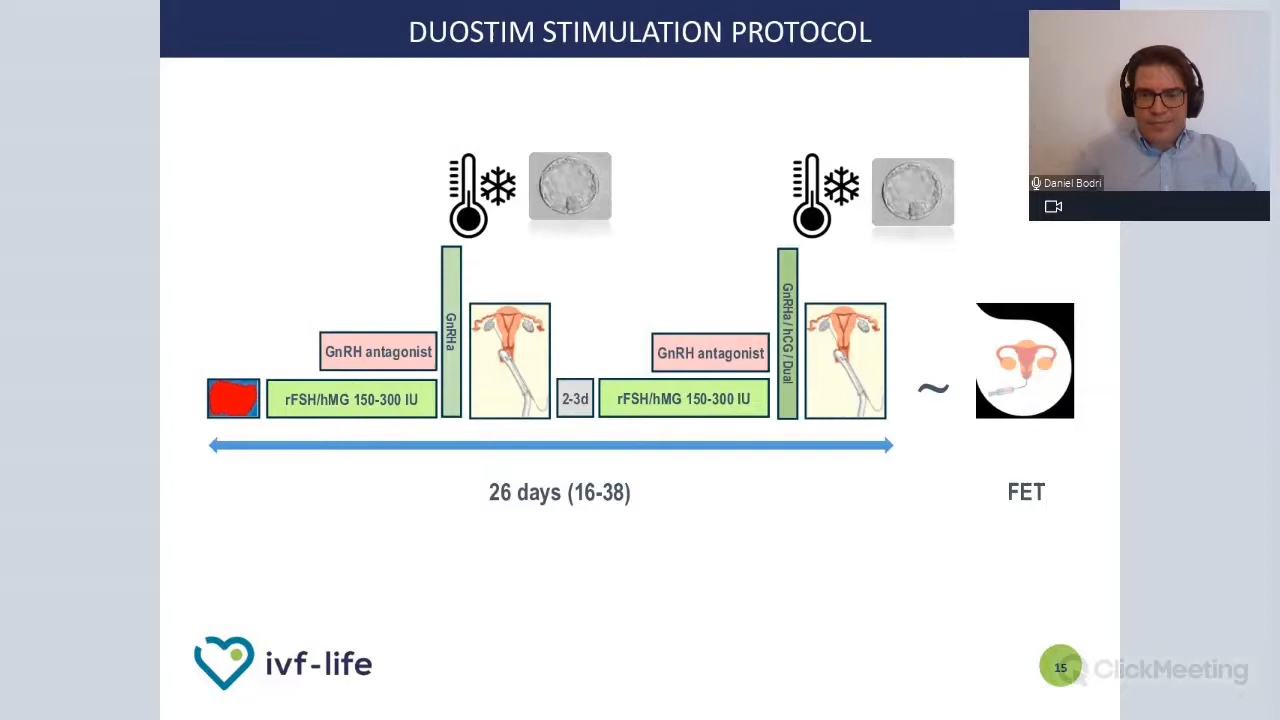 DUOSTIM STIMULATION PROTOCOL
Daniel Bodri
GnRHa
GnRH antagonist
rFSH/hMG 150-300 IU
2-3d
GnRH antagonist
rFSH/hMG 150-300 IU
GnRHa / hCG / Dual
~
26 days (16-38)
FET
ivf-life
15
ClickMeeting